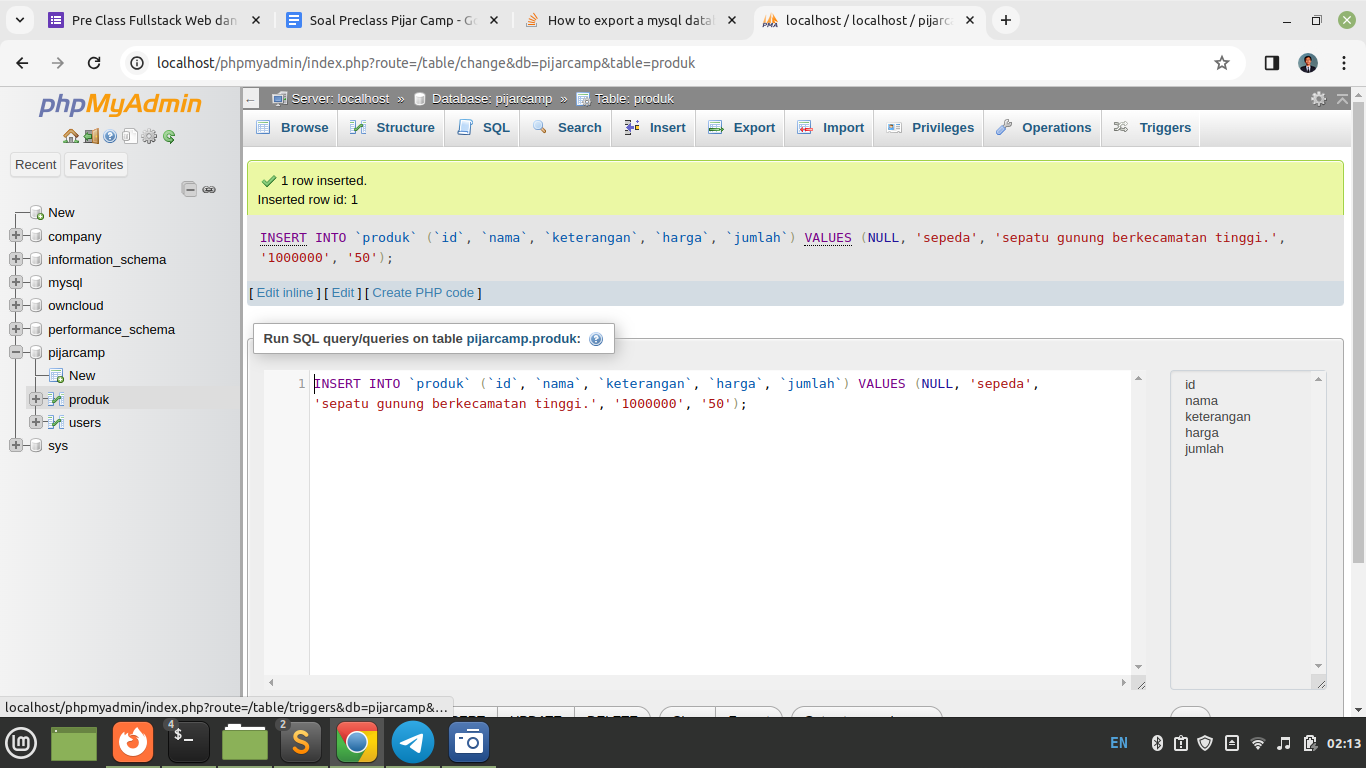 Pre Class Fullstack Web dan
Soal Preclass Pijar Camp - Go
How to export a mysql datab
localhost / localhost / pijarca
localhost/phpmyadmin/index.php?route=/table/change&db=pijarcamp&table=produk
phpMyAdmin
Recent
Favorites
New
company
information_schema
mysql
owncloud
performance_schema
pijarcamp
New
produk
users
sys
Server: localhost » Database: pijarcamp » Table: produk
Browse Structure SQL Search Insert Export Import Privileges Operations Triggers
1 row inserted.
Inserted row id: 1
INSERT INTO `produk` (`id`, `nama`, `keterangan`, `harga`, `jumlah`) VALUES (NULL, 'sepeda', 'sepatu gunung berkecamatan tinggi.',
'1000000', '50');
[ Edit inline ] [ Edit ] [ Create PHP code ]
Run SQL query/queries on table pijarcamp.produk:
1 INSERT INTO `produk` (`id`, `nama`, `keterangan`, `harga`, `jumlah`) VALUES (NULL, 'sepeda',
'sepatu gunung berkecamatan tinggi.', '1000000', '50');
id
nama
keterangan
harga
jumlah
localhost/phpmyadmin/index.php?route=/table/triggers&db=pijarcamp&…
4
2
EN
02:13